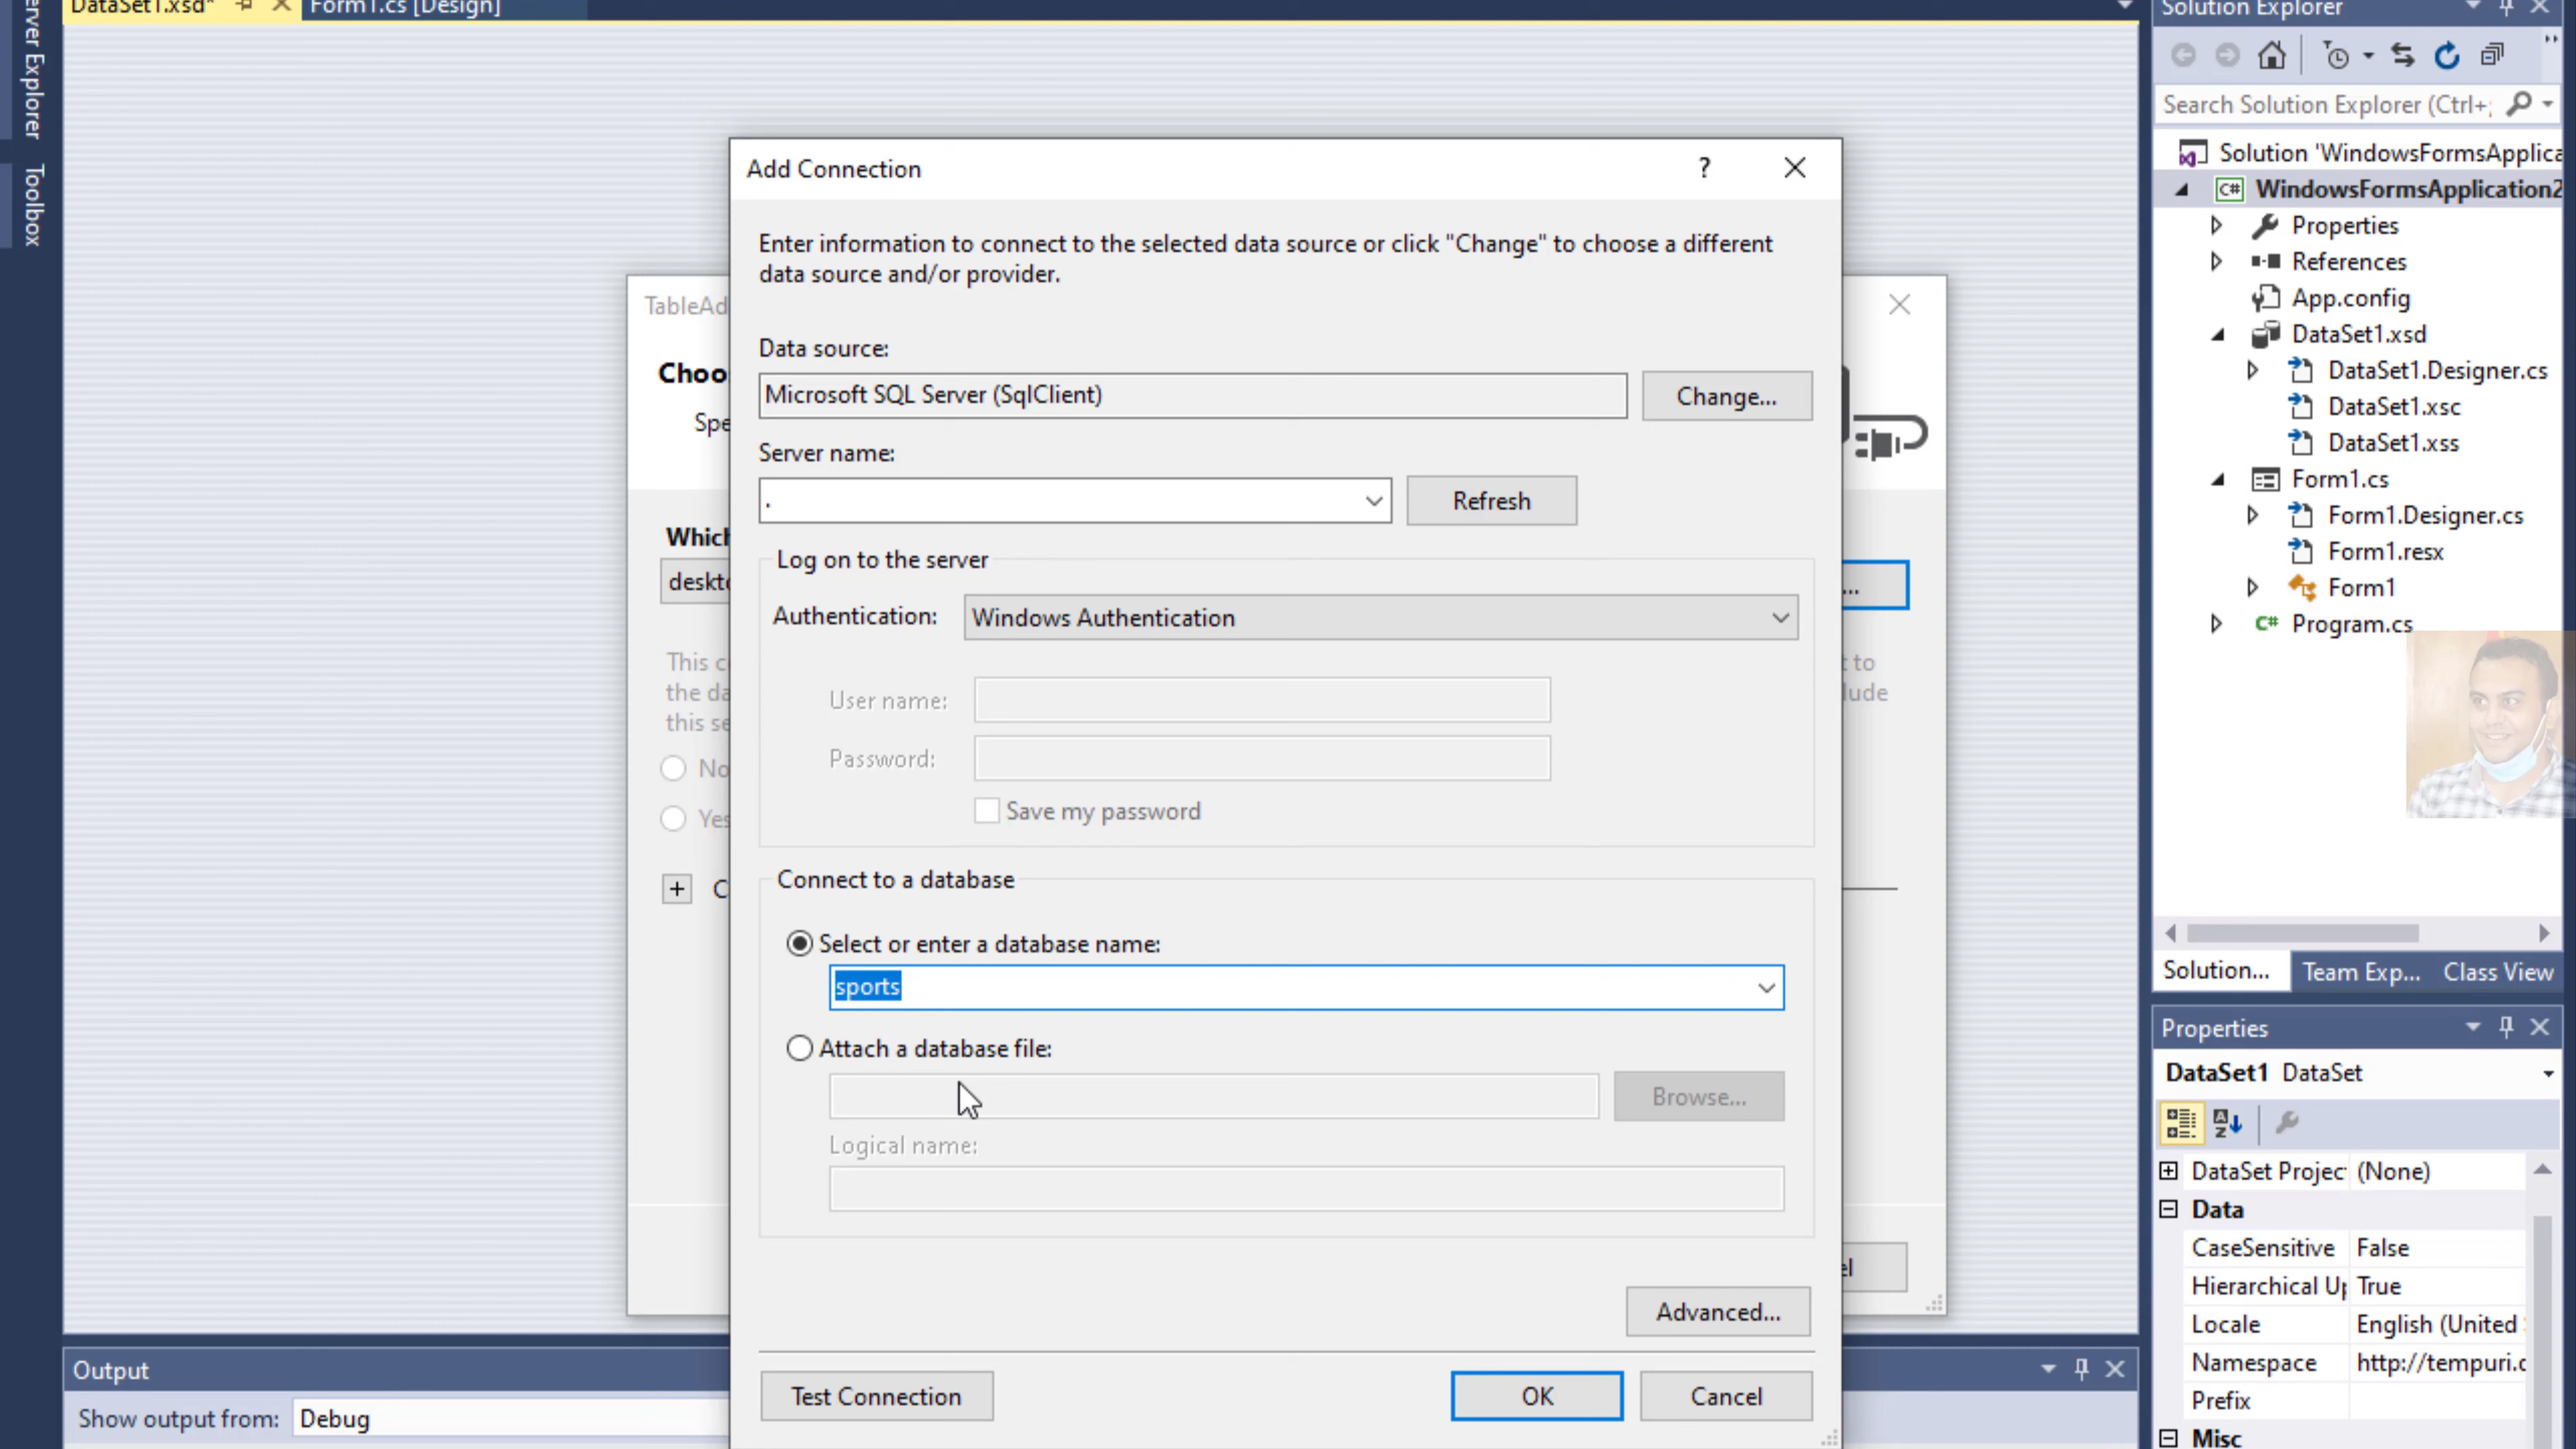 DataSet1.xsd*
Form1.cs [Design]
Server Explorer
Toolbox
Add Connection
Enter information to connect to the selected data source or click "Change" to choose a different
data source and/or provider.
Data source:
Microsoft SQL Server (SqlClient)
Change...
Server name:
.
Refresh
Log on to the server
Authentication:
Windows Authentication
User name:
Password:
Save my password
Connect to a database
Select or enter a database name:
sports
Attach a database file:
Browse...
Logical name:
Advanced...
Test Connection
OK
Cancel
TableAd
Choo
Spe
Which
deskto
...
This c
the da
this se
t to
lude
No
Yes
C
el
Output
Show output from:
Debug
Solution Explorer
Search Solution Explorer (Ctrl+;
Solution 'WindowsFormsApplica
WindowsFormsApplication2
Properties
References
App.config
DataSet1.xsd
DataSet1.Designer.cs
DataSet1.xsc
DataSet1.xss
Form1.cs
Form1.Designer.cs
Form1.resx
Form1
C# Program.cs
Solution...
Team Exp...
Class View
Properties
DataSet1 DataSet
DataSet Projec (None)
Data
CaseSensitive False
Hierarchical Up True
Locale English (United
Namespace http://tempuri.o
Prefix
Misc